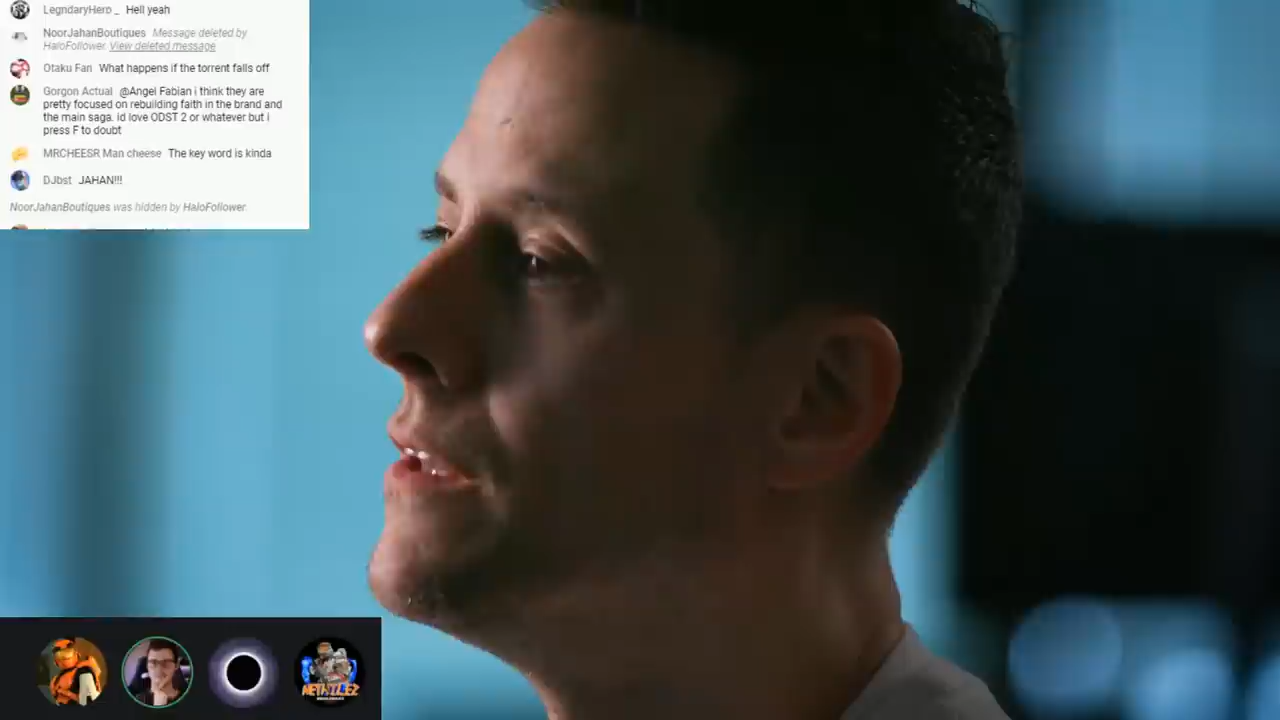 LegndaryHero _ Hell yeah
NoorJahanBoutiques Message deleted by
HaloFollower. View deleted message
Otaku Fan What happens if the torrent falls off
Gorgon Actual @Angel Fabian i think they are
pretty focused on rebuilding faith in the brand and
the main saga. id love ODST 2 or whatever but i
press F to doubt
MRCHEESR Man cheese The key word is kinda
DJbst JAHAN!!!
NoorJahanBoutiques was hidden by HaloFollower